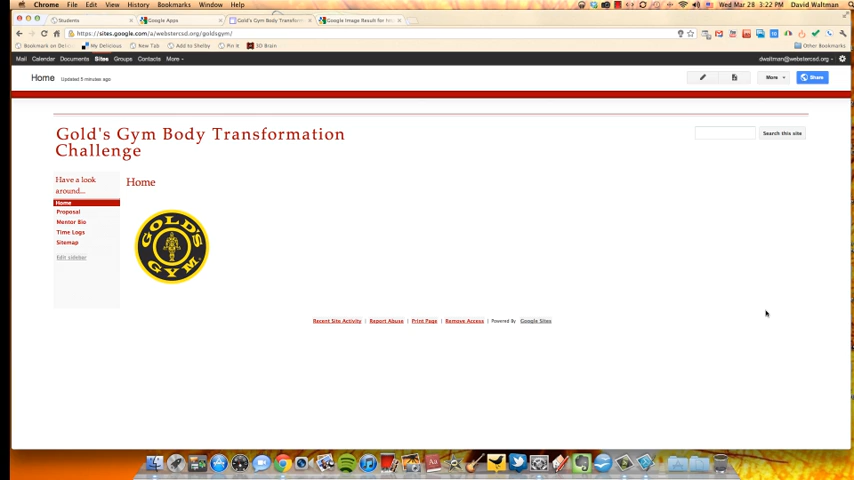 Chrome File Edit View History Bookmarks Window Help Wed Mar 28 3:22 PM David Waltman
Students Google Apps Gold's Gym Body Transform Google Image Result for
https://sites.google.com/a/webstercsd.org/goldsgym/
Bookmark on Deli My Delicious New Tab Add to Shelby Pin It 3D Brain Other Bookmarks
Mail Calendar Documents Sites Groups Contacts More dwaltman@webstercsd.org
Home Updated 5 minutes ago More Share
Gold's Gym Body Transformation
Challenge
Search this site
Have a look
around...
Home
Proposal
Mentor Bio
Time Logs
Sitemap
Edit sidebar
Home
GOLD'S
GYM
Recent Site Activity | Report Abuse | Print Page | Remove Access | Powered By Google Sites